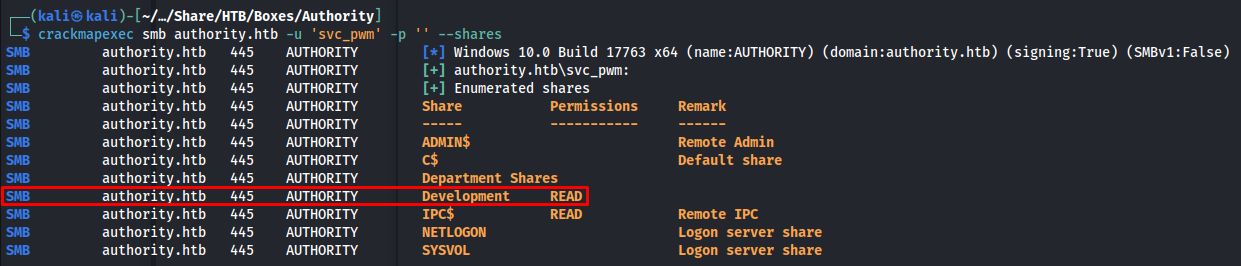 ┌──(kali㉿kali)-[~/…/Share/HTB/Boxes/Authority]
└─$ crackmapexec smb authority.htb -u 'svc_pwm' -p '' --shares
SMB authority.htb 445 AUTHORITY [*] Windows 10.0 Build 17763 x64 (name:AUTHORITY) (domain:authority.htb) (signing:True) (SMBv1:False)
SMB authority.htb 445 AUTHORITY [+] authority.htb\svc_pwm:
SMB authority.htb 445 AUTHORITY [+] Enumerated shares
SMB authority.htb 445 AUTHORITY Share Permissions Remark
SMB authority.htb 445 AUTHORITY ----- ----------- ------
SMB authority.htb 445 AUTHORITY ADMIN$ Remote Admin
SMB authority.htb 445 AUTHORITY C$ Default share
SMB authority.htb 445 AUTHORITY Department Shares
SMB authority.htb 445 AUTHORITY Development READ
SMB authority.htb 445 AUTHORITY IPC$ READ Remote IPC
SMB authority.htb 445 AUTHORITY NETLOGON Logon server share
SMB authority.htb 445 AUTHORITY SYSVOL Logon server share